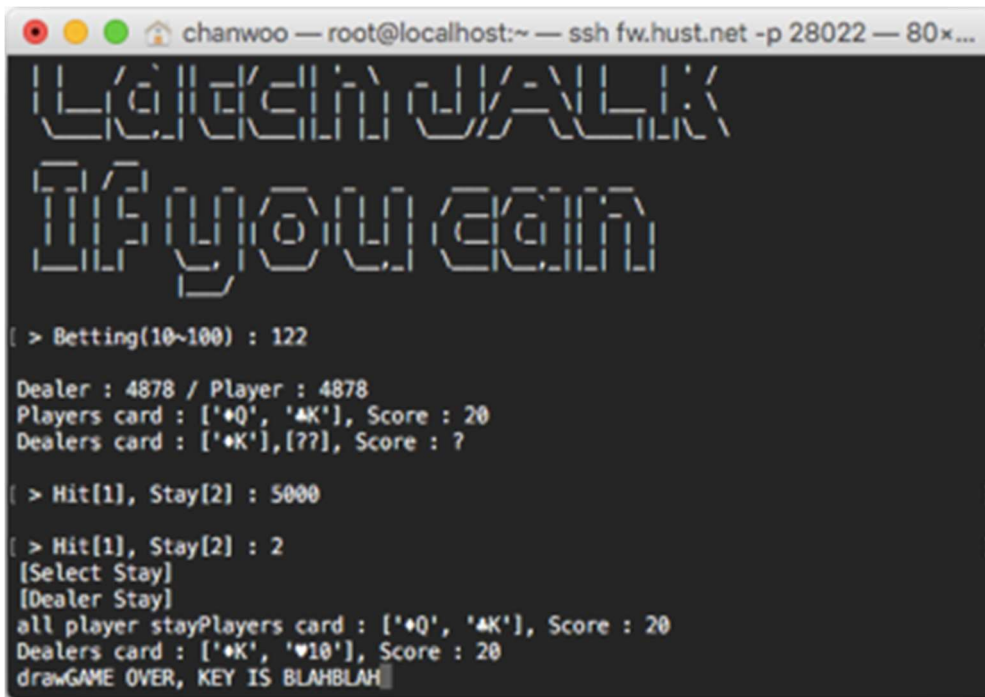 chanwoo — root@localhost:~ — ssh fw.hust.net -p 28022 — 80×...
Catch JALK
If you can
> Betting(10~100) : 122
Dealer : 4878 / Player : 4878
Players card : ['♦Q', '♣K'], Score : 20
Dealers card : ['♦K'],[??], Score : ?
> Hit[1], Stay[2] : 5000
> Hit[1], Stay[2] : 2
[Select Stay]
[Dealer Stay]
all player stayPlayers card : ['♦Q', '♣K'], Score : 20
Dealers card : ['♦K', '♥10'], Score : 20
drawGAME OVER, KEY IS BLAHBLAH